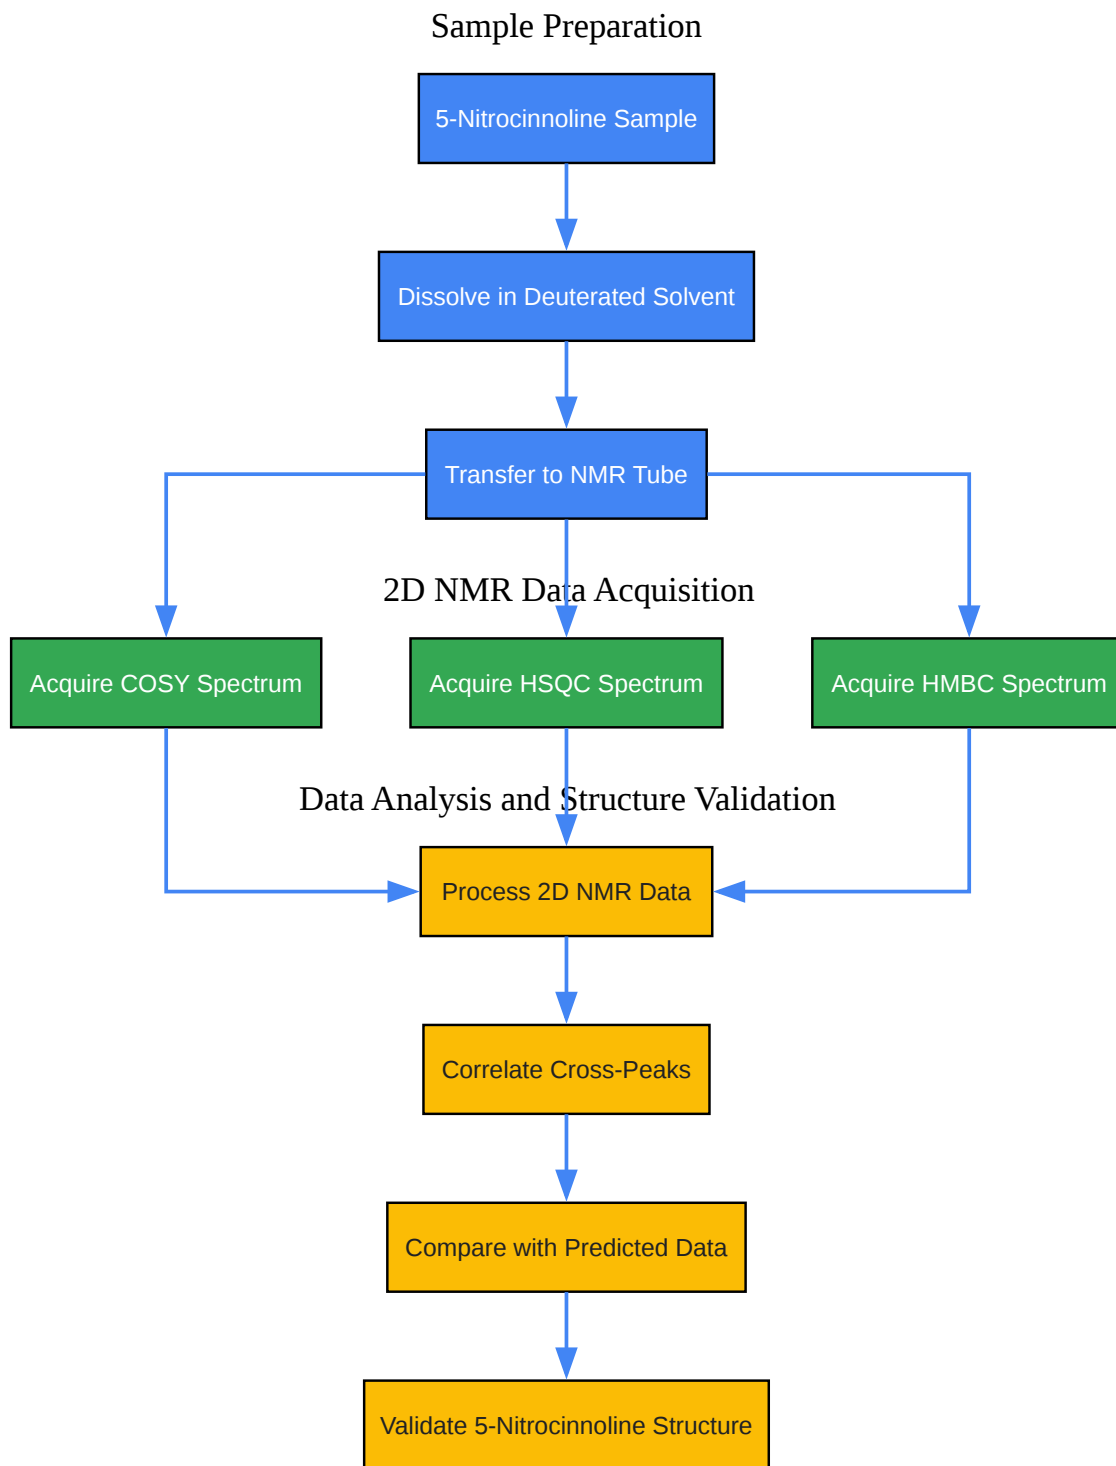 Sample Preparation
5-Nitrocinnoline Sample
Dissolve in Deuterated Solvent
Transfer to NMR Tube
2D NMR Data Acquisition
Acquire COSY Spectrum
Acquire HSQC Spectrum
Acquire HMBC Spectrum
Data Analysis and Structure Validation
Process 2D NMR Data
Correlate Cross-Peaks
Compare with Predicted Data
Validate 5-Nitrocinnoline Structure